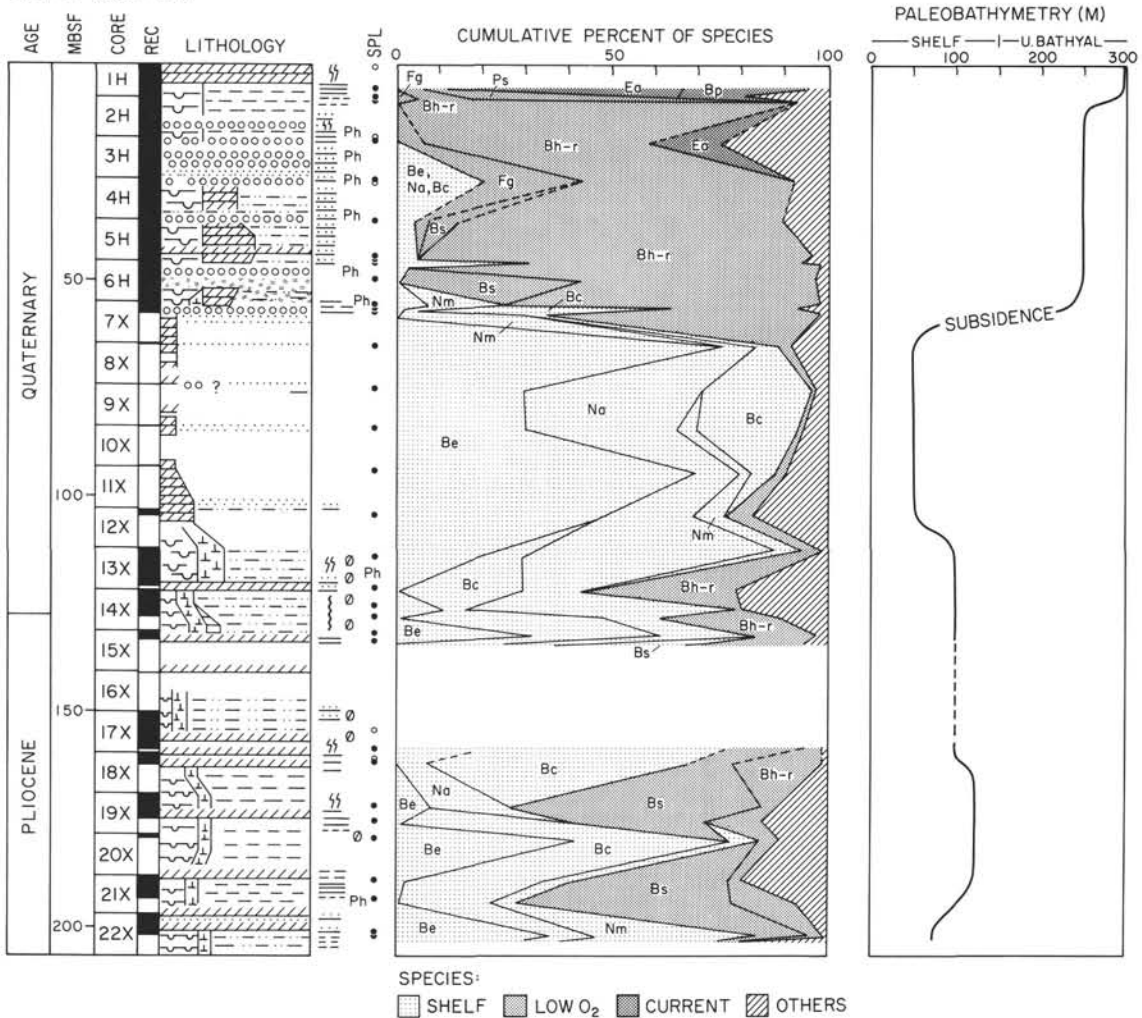 PALEOBATHYMETRY (M)
AGE
MBSF
CORE
REC
LITHOLOGY
SPL
CUMULATIVE PERCENT OF SPECIES
0 50 100
SHELF U. BATHYAL
0 100 200 300
QUATERNARY
PLIOCENE
50
100
150
200
1H
2H
3H
4H
5H
6H
7X
8X
9X
10X
11X
12X
13X
14X
15X
16X
17X
18X
19X
20X
21X
22X
?
Ph
Ph
Ph
Ph
Ph
Ph
Ø
Ø
Ph
Ø
Ø
Ø
Ø
Ø
Ph
Fg
Ps
Ea
Bp
Bh-r
Bh-r
Ea
Be,
Na, Bc
Fg
Bs
Bh-r
Bs
Nm
Bc
Nm
Na
Bc
Be
Nm
Bc
Bh-r
Be
Bh-r
Bs
Bc
Na
Bh-r
Be
Bs
Be
Bc
Bs
Be
Nm
SUBSIDENCE
SPECIES:
SHELF LOW O₂ CURRENT OTHERS